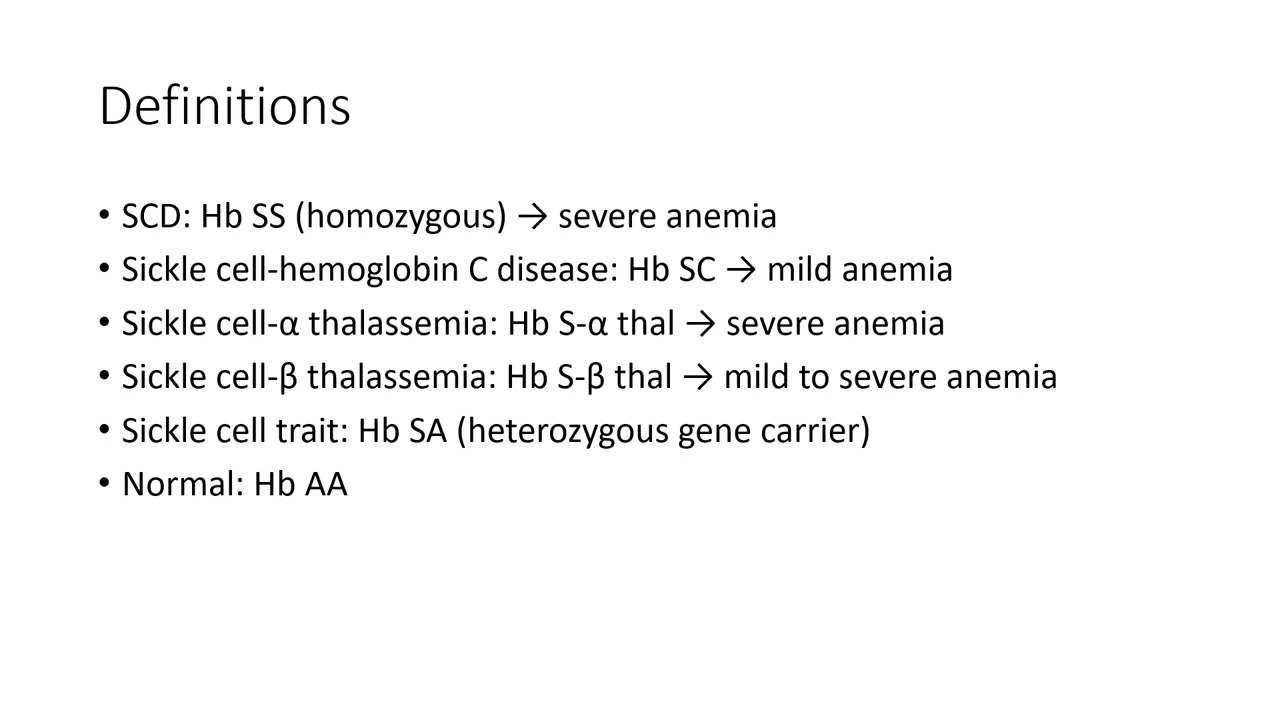 Definitions
• SCD: Hb SS (homozygous) → severe anemia
• Sickle cell-hemoglobin C disease: Hb SC → mild anemia
• Sickle cell-α thalassemia: Hb S-α thal → severe anemia
• Sickle cell-β thalassemia: Hb S-β thal → mild to severe anemia
• Sickle cell trait: Hb SA (heterozygous gene carrier)
• Normal: Hb AA